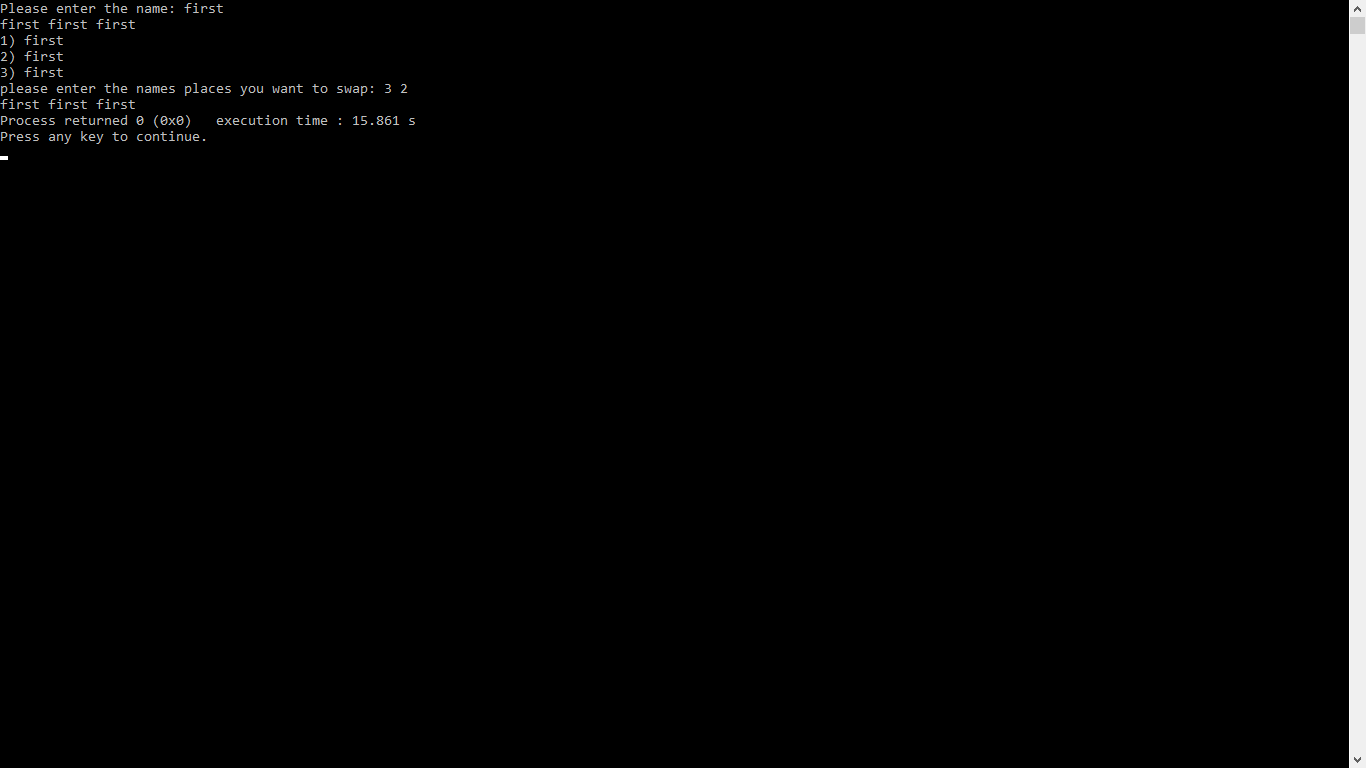 Please enter the name: first
first first first
1) first
2) first
3) first
please enter the names places you want to swap: 3 2
first first first
Process returned 0 (0x0)   execution time : 15.861 s
Press any key to continue.